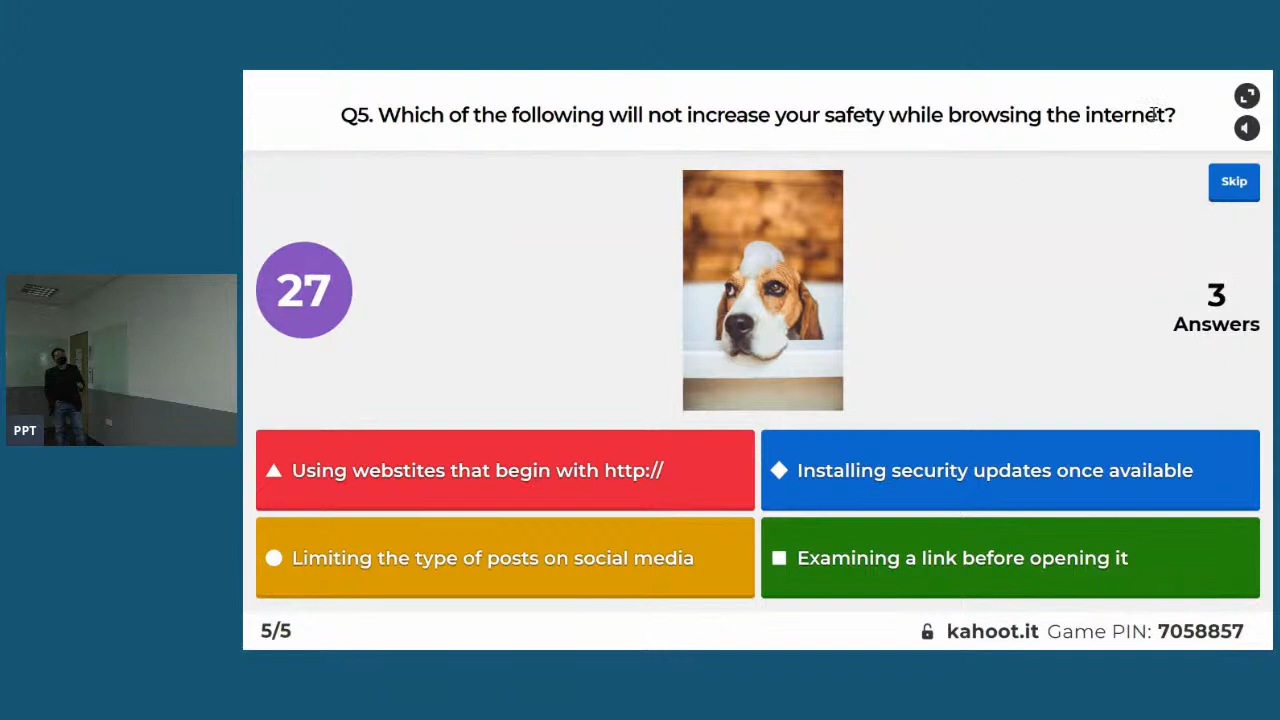 Q5. Which of the following will not increase your safety while browsing the internet?
Skip
27
3
Answers
PPT
Using webstites that begin with http://
Installing security updates once available
Limiting the type of posts on social media
Examining a link before opening it
5/5
kahoot.it Game PIN: 7058857